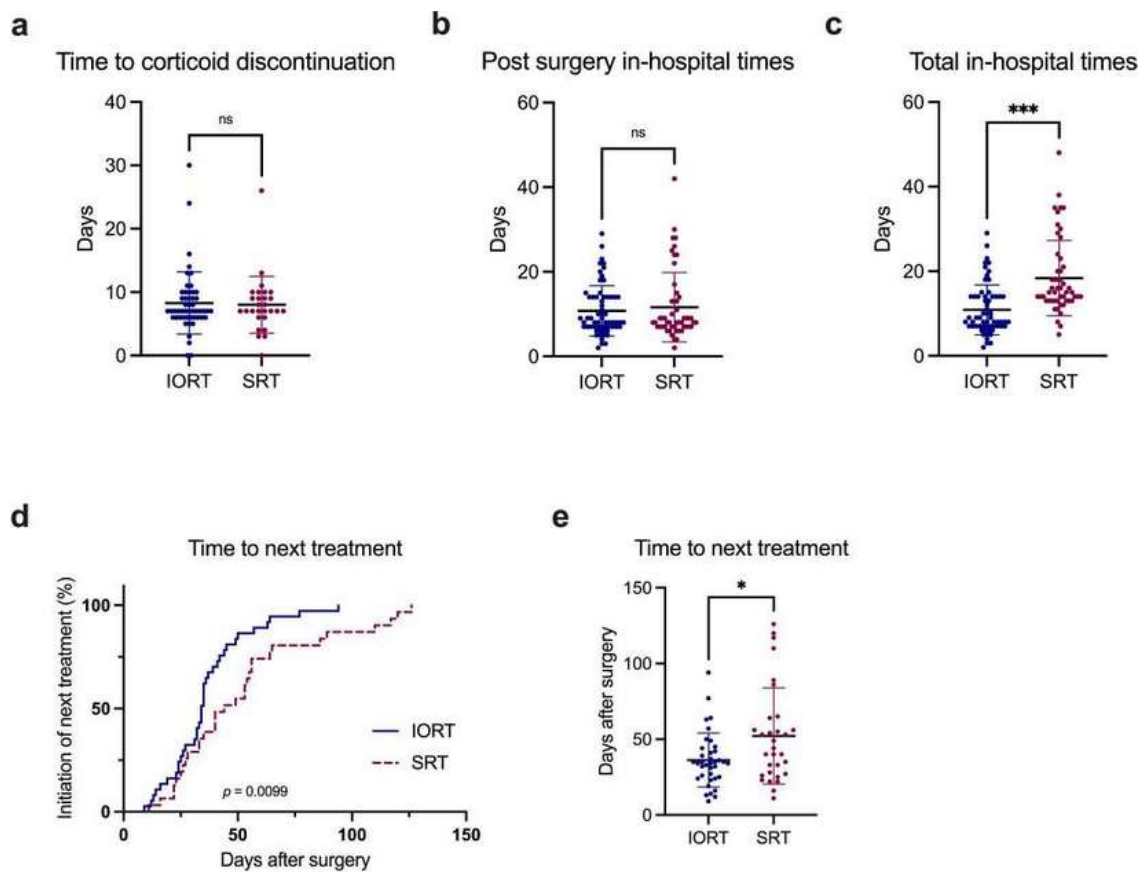 a
Time to corticoid discontinuation
40
30
20
10
0
Days
ns
IORT
SRT
b
Post surgery in-hospital times
60
40
20
0
Days
ns
IORT
SRT
c
Total in-hospital times
60
40
20
0
Days
***
IORT
SRT
d
Time to next treatment
Initiation of next treatment (%)
100
50
0
IORT
SRT
p = 0.0099
0
50
100
150
Days after surgery
e
Time to next treatment
Days after surgery
150
100
50
0
*
IORT
SRT